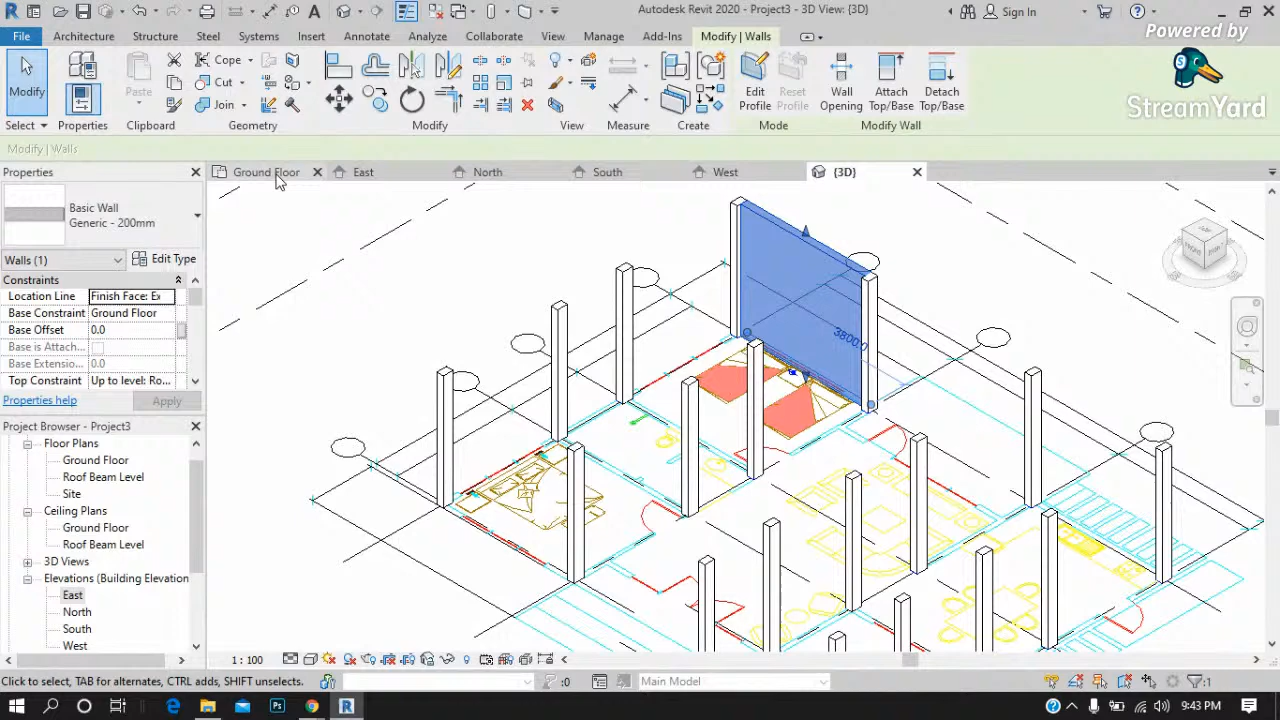 Autodesk Revit 2020 - Project3 - 3D View: {3D}
Sign In
File
Architecture
Structure
Steel
Systems
Insert
Annotate
Analyze
Collaborate
View
Manage
Add-Ins
Modify | Walls
Powered by
StreamYard
Modify
Paste
Cope
Cut
Join
Edit
Profile
Reset
Profile
Wall
Opening
Attach
Top/Base
Detach
Top/Base
Select
Properties
Clipboard
Geometry
Modify
View
Measure
Create
Mode
Modify Wall
Modify | Walls
Properties
Ground Floor
East
North
South
West
{3D}
Basic Wall
Generic - 200mm
Walls (1)
Edit Type
Constraints
Location Line
Finish Face: Ex
Base Constraint
Ground Floor
Base Offset
0.0
Base is Attach...
Base Extensio...
0.0
Top Constraint
Up to level: Ro...
Properties help
Apply
3800.0
FRONT
Project Browser - Project3
Floor Plans
Ground Floor
Roof Beam Level
Site
Ceiling Plans
Ground Floor
Roof Beam Level
3D Views
Elevations (Building Elevation
East
North
South
West
1 : 100
Click to select, TAB for alternates, CTRL adds, SHIFT unselects.
:0
Main Model
:1
9:43 PM